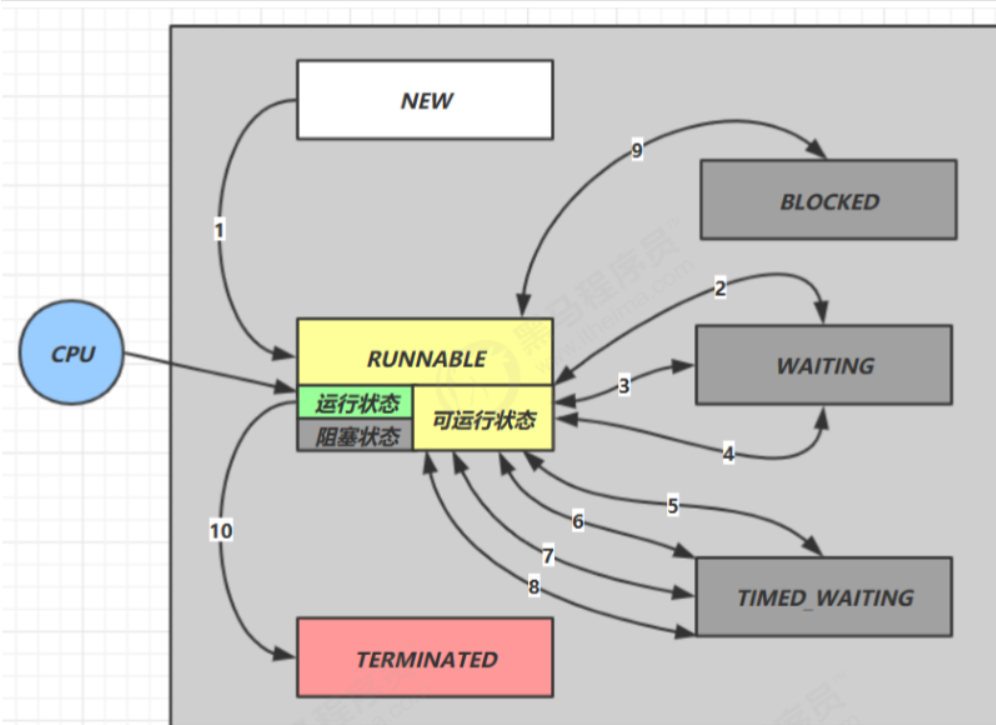 NEW
9
BLOCKED
1
2
CPU
RUNNABLE
WAITING
3
运行状态
可运行状态
阻塞状态
4
5
6
10
7
8
TIMED_WAITING
TERMINATED
黑马程序员
www.itheima.com